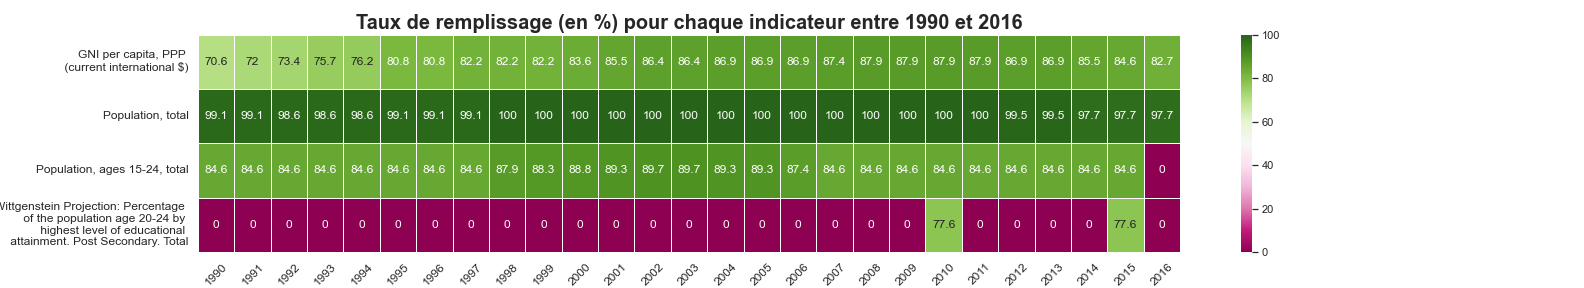 Taux de remplissage (en %) pour chaque indicateur entre 1990 et 2016
GNI per capita, PPP
(current international $)
70.6 72 73.4 75.7 76.2 80.8 80.8 82.2 82.2 82.2 83.6 85.5 86.4 86.4 86.9 86.9 86.9 87.4 87.9 87.9 87.9 87.9 86.9 86.9 85.5 84.6 82.7
Population, total
99.1 99.1 98.6 98.6 98.6 99.1 99.1 99.1 100 100 100 100 100 100 100 100 100 100 100 100 100 100 99.5 99.5 97.7 97.7 97.7
Population, ages 15-24, total
84.6 84.6 84.6 84.6 84.6 84.6 84.6 84.6 87.9 88.3 88.8 89.3 89.7 89.7 89.3 89.3 87.4 84.6 84.6 84.6 84.6 84.6 84.6 84.6 84.6 84.6 0
Wittgenstein Projection: Percentage
of the population age 20-24 by
highest level of educational
attainment. Post Secondary. Total
0 0 0 0 0 0 0 0 0 0 0 0 0 0 0 0 0 0 0 0 77.6 0 0 0 0 77.6 0
1990 1991 1992 1993 1994 1995 1996 1997 1998 1999 2000 2001 2002 2003 2004 2005 2006 2007 2008 2009 2010 2011 2012 2013 2014 2015 2016
100
80
60
40
20
0